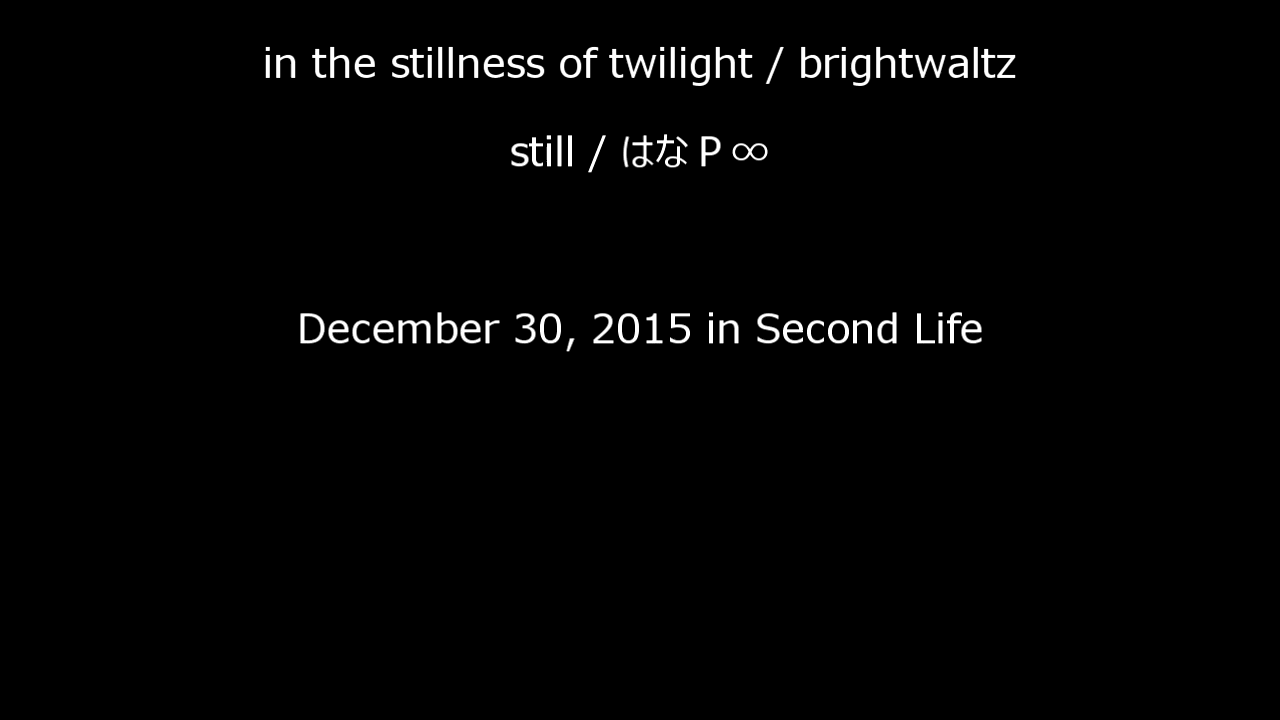 in the stillness of twilight / brightwaltz
still / はなＰ∞
December 30, 2015 in Second Life